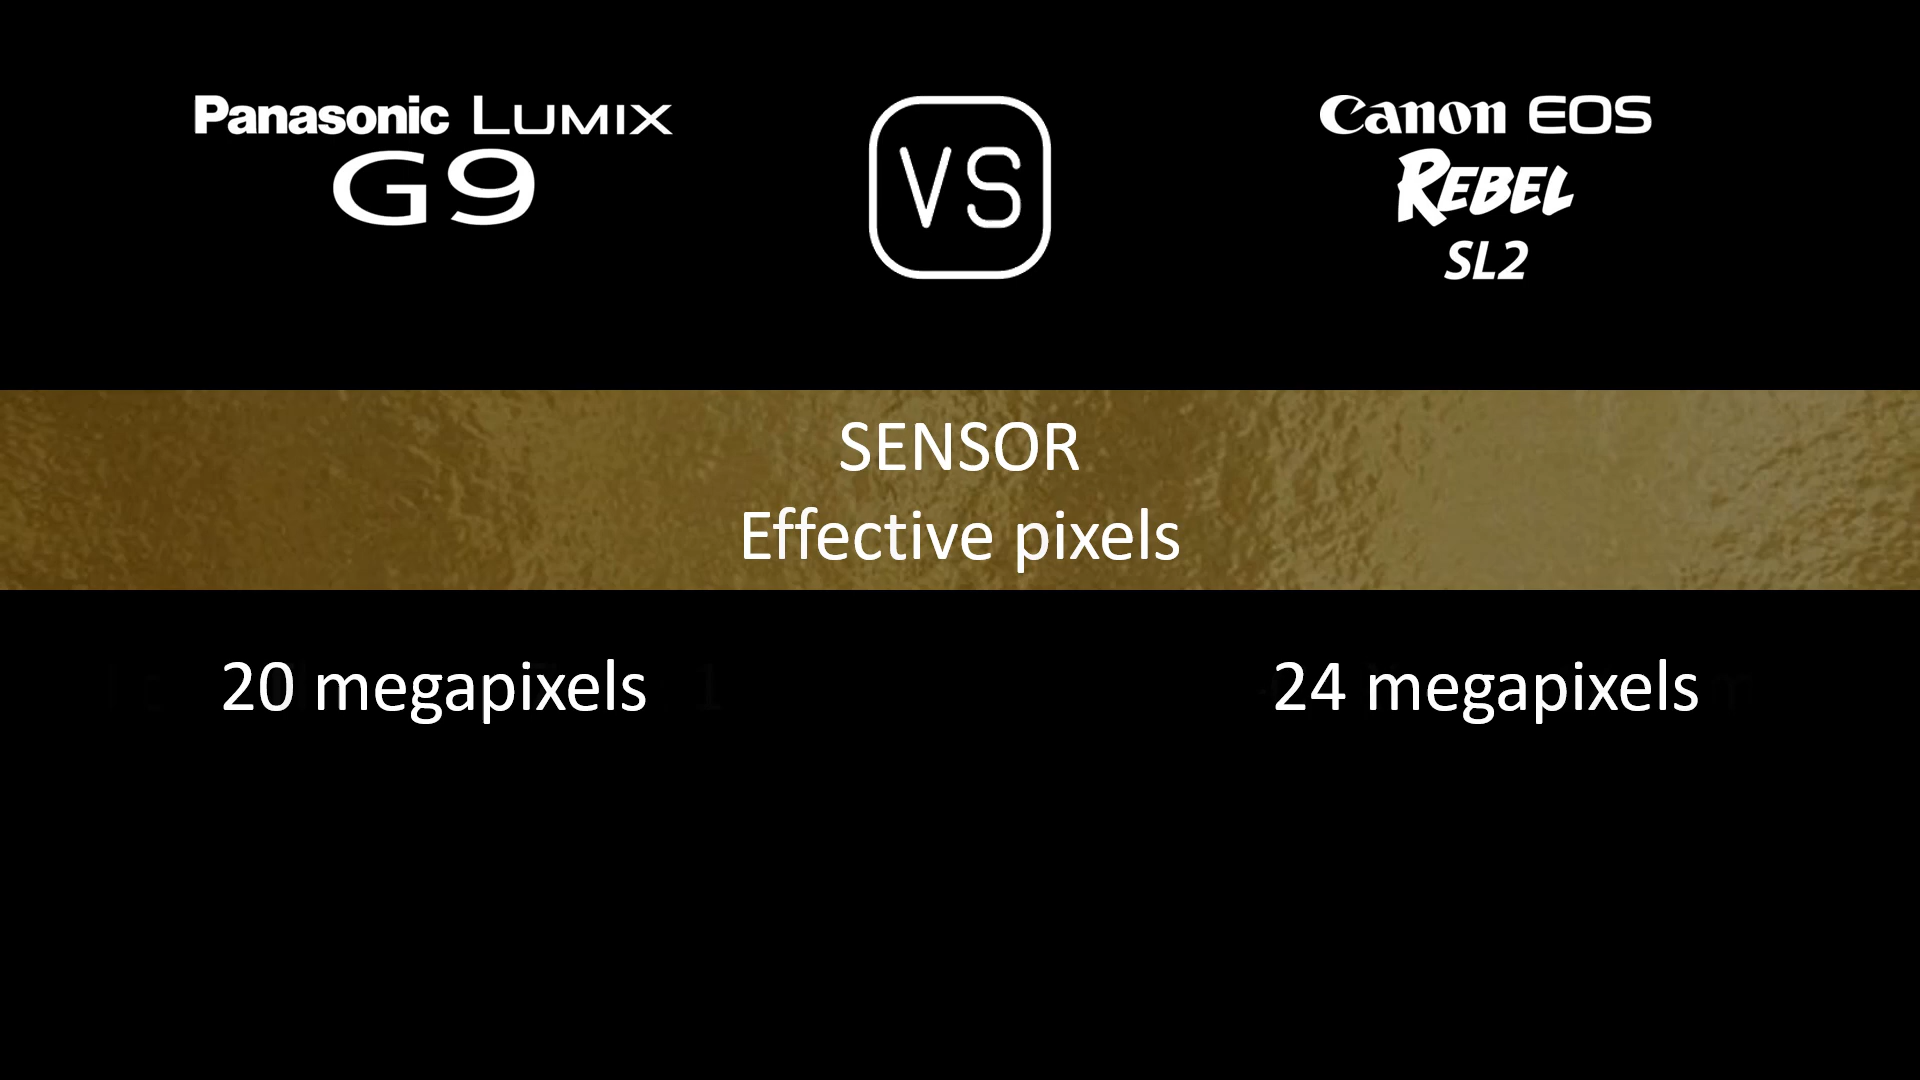 Panasonic LUMIX
G9
VS
Canon EOS
REBEL
SL2
SENSOR
Effective pixels
20 megapixels
24 megapixels